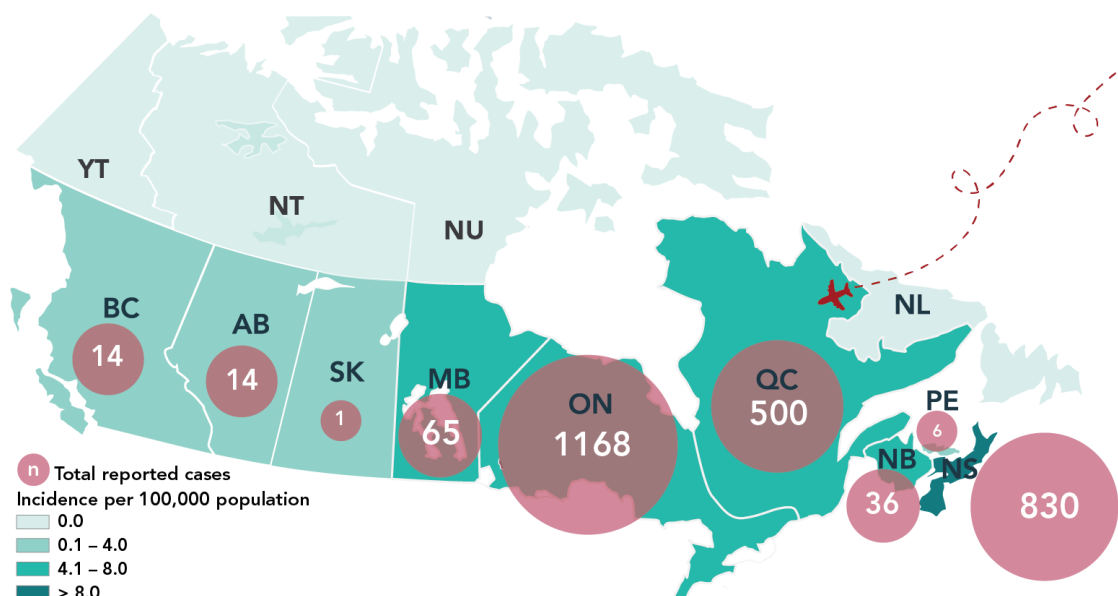 YT
NT
NU
BC
14
AB
14
SK
1
MB
65
ON
1168
QC
500
NL
PE
6
NB
36
NS
830
n Total reported cases
Incidence per 100,000 population
0.0
0.1 – 4.0
4.1 – 8.0
> 8.0